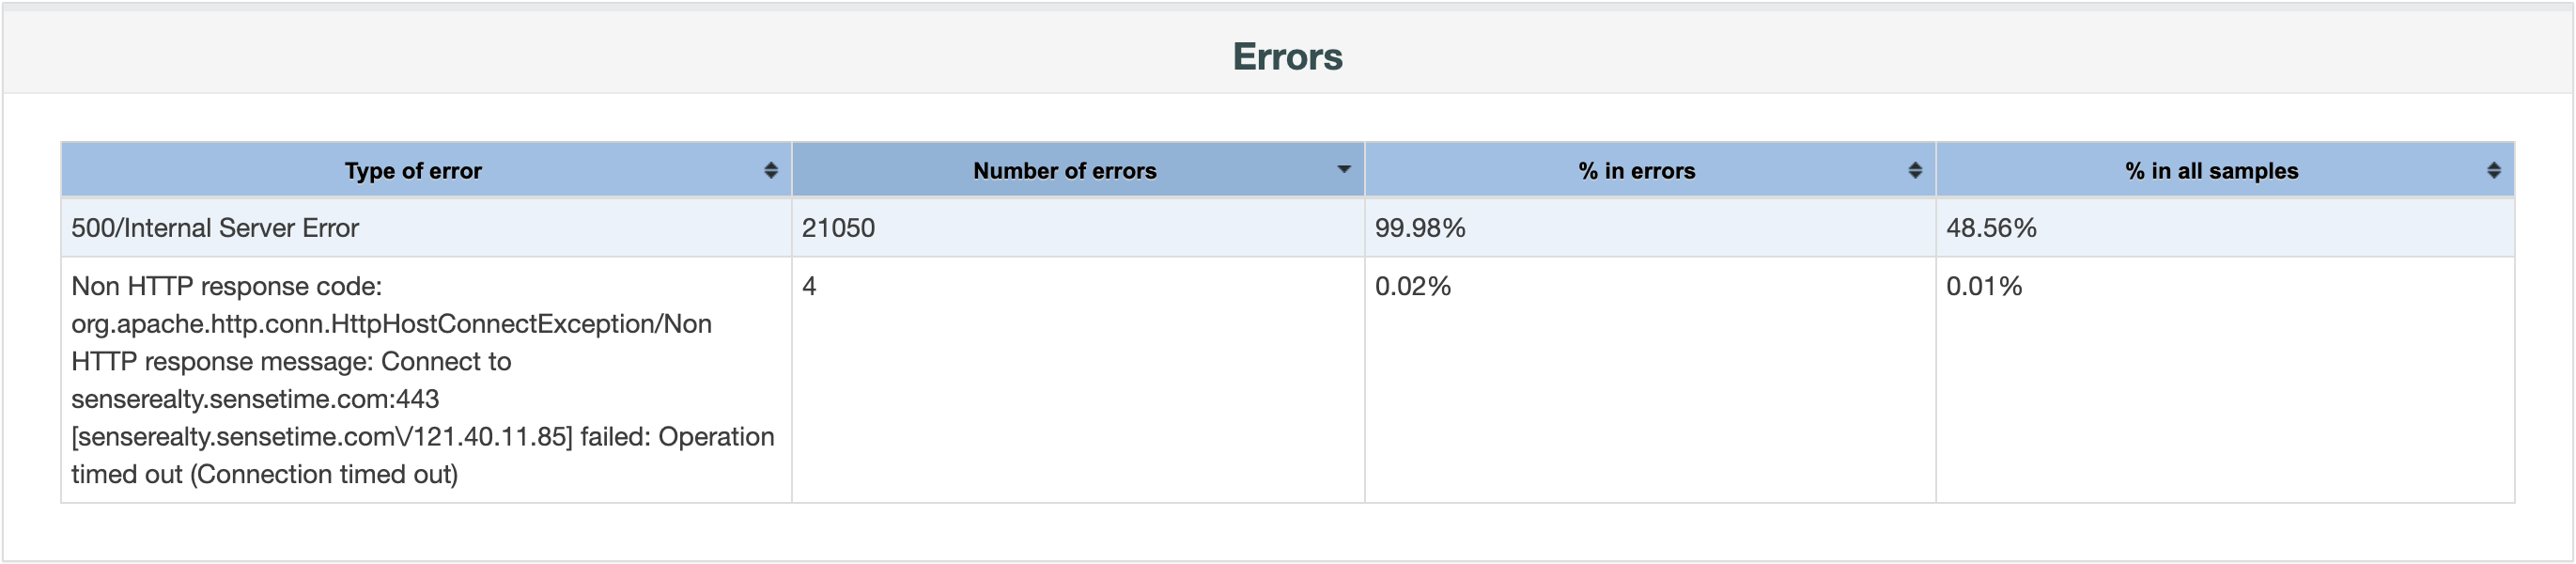 Errors
Type of error Number of errors % in errors % in all samples
500/Internal Server Error 21050 99.98% 48.56%
Non HTTP response code: 4 0.02% 0.01%
org.apache.http.conn.HttpHostConnectException/Non
HTTP response message: Connect to
senserealty.sensetime.com:443
[senserealty.sensetime.com\/121.40.11.85] failed: Operation
timed out (Connection timed out)